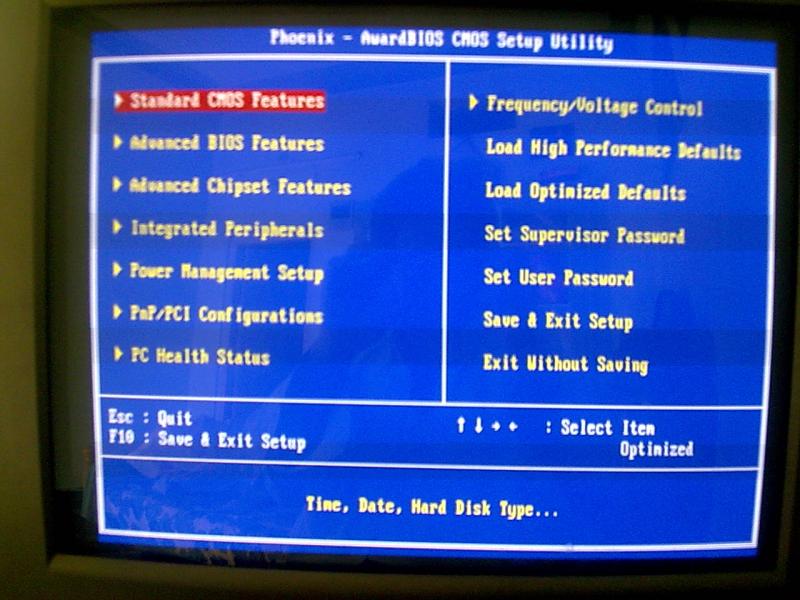 Phoenix - AwardBIOS CMOS Setup Utility
Standard CMOS Features
Advanced BIOS Features
Advanced Chipset Features
Integrated Peripherals
Power Management Setup
PnP/PCI Configurations
PC Health Status
Frequency/Voltage Control
Load High Performance Defaults
Load Optimized Defaults
Set Supervisor Password
Set User Password
Save & Exit Setup
Exit Without Saving
Esc : Quit
F10 : Save & Exit Setup
↑ ↓ → ← : Select Item
Optimized
Time, Date, Hard Disk Type...